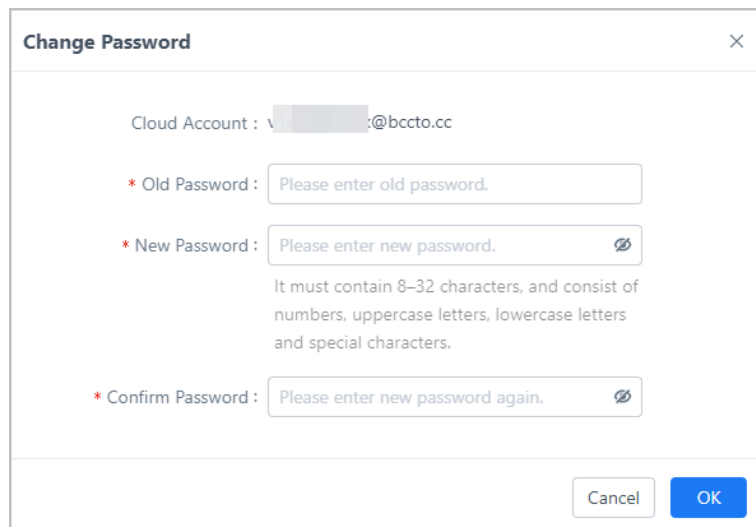 Change Password
Cloud Account : @bccto.cc
* Old Password : Please enter old password.
* New Password : Please enter new password.
It must contain 8–32 characters, and consist of
numbers, uppercase letters, lowercase letters
and special characters.
* Confirm Password : Please enter new password again.
Cancel OK